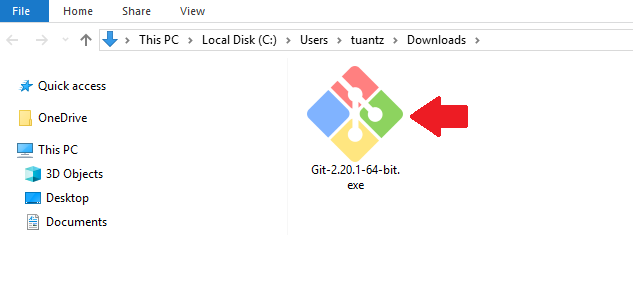 File Home Share View
This PC > Local Disk (C:) > Users > tuantz > Downloads >
Quick access
OneDrive
This PC
3D Objects
Desktop
Documents
Git-2.20.1-64-bit.
exe